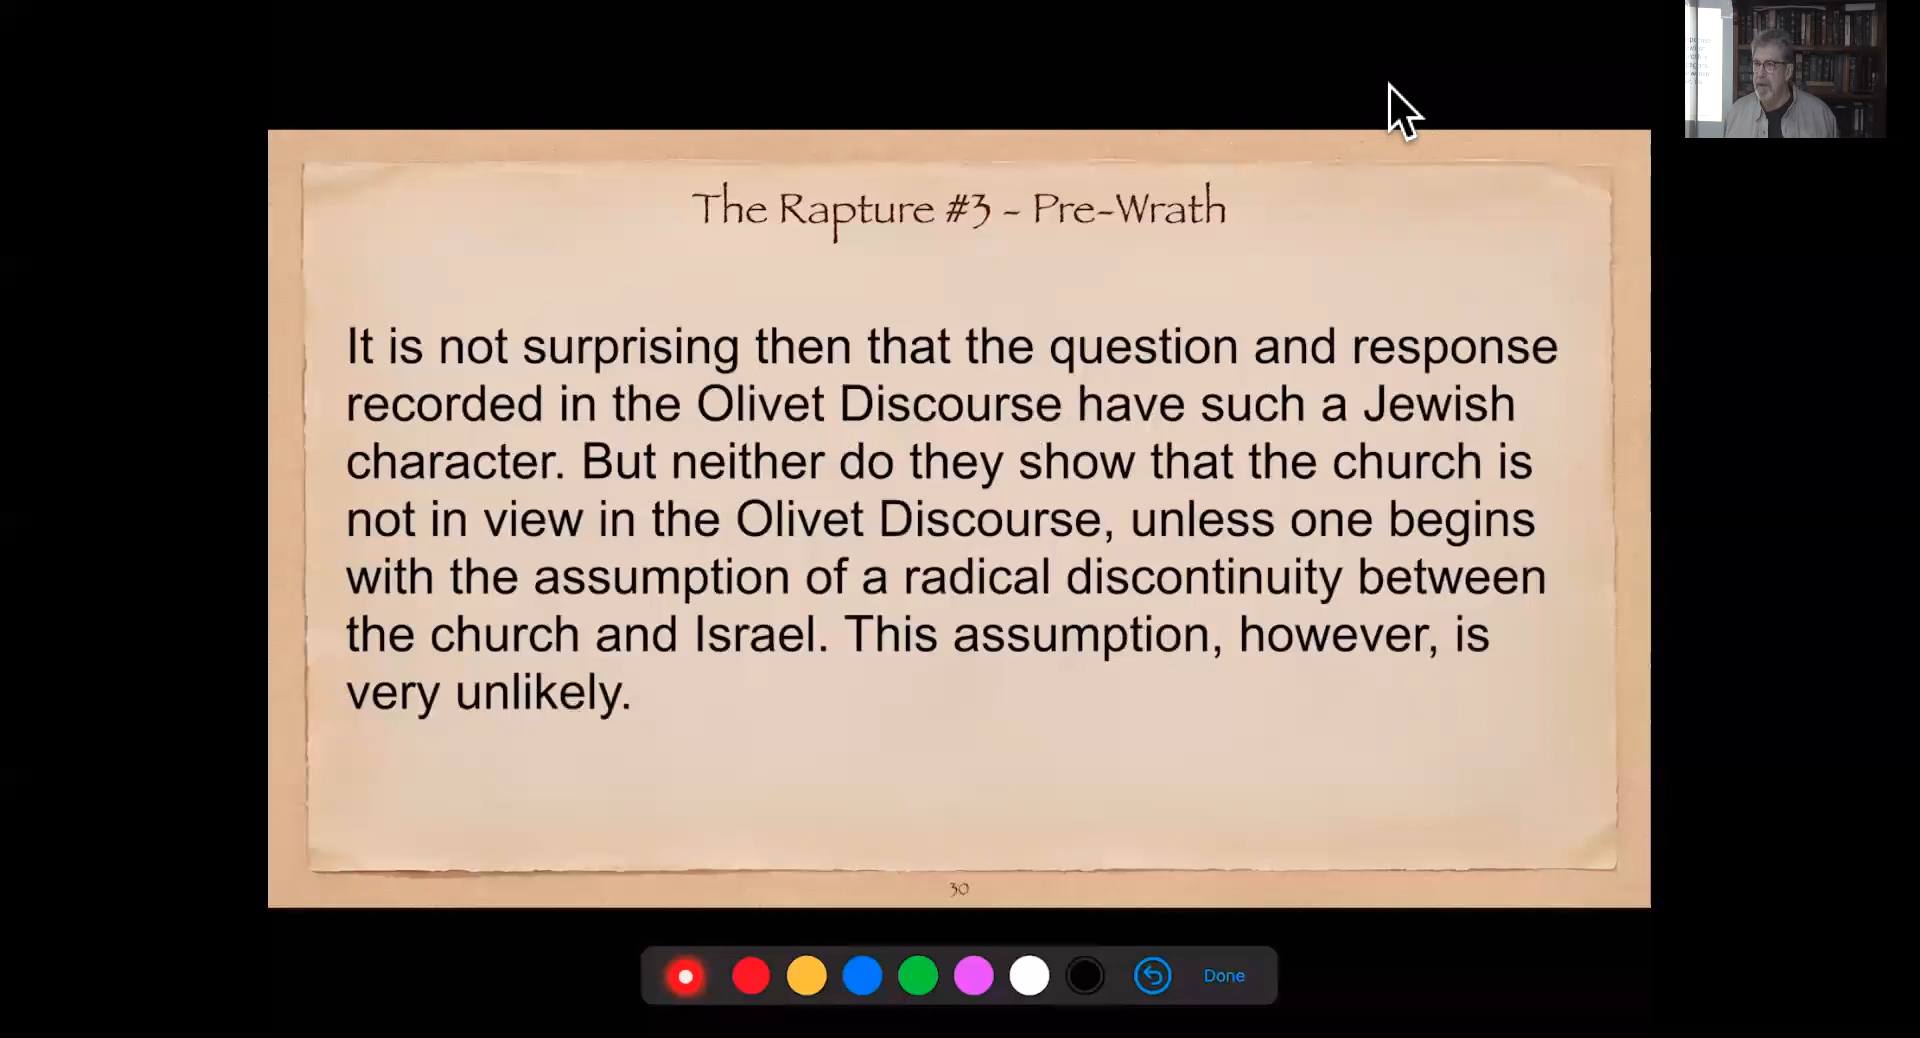 The Rapture #3 - Pre-Wrath
It is not surprising then that the question and response
recorded in the Olivet Discourse have such a Jewish
character. But neither do they show that the church is
not in view in the Olivet Discourse, unless one begins
with the assumption of a radical discontinuity between
the church and Israel. This assumption, however, is
very unlikely.
30
Done